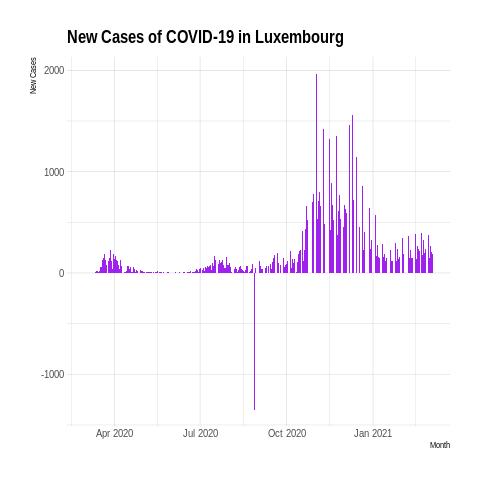 New Cases of COVID-19 in Luxembourg
New Cases
2000
1000
0
-1000
Apr 2020 Jul 2020 Oct 2020 Jan 2021
Month